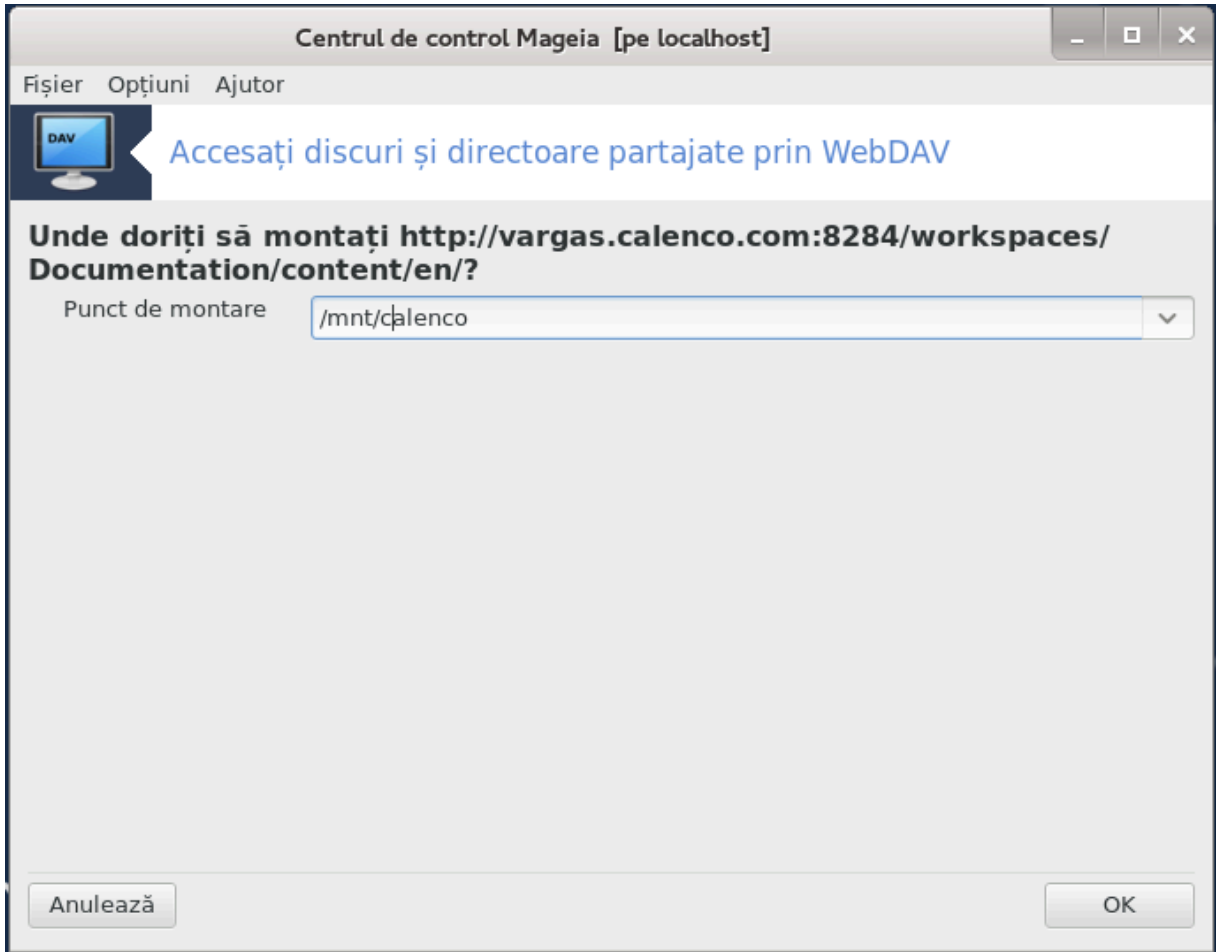 Centrul de control Mageia [pe localhost]
Fișier Opțiuni Ajutor
DAV
Accesați discuri și directoare partajate prin WebDAV
Unde doriți să montați http://vargas.calenco.com:8284/workspaces/
Documentation/content/en/?
Punct de montare /mnt/calenco
Anulează OK